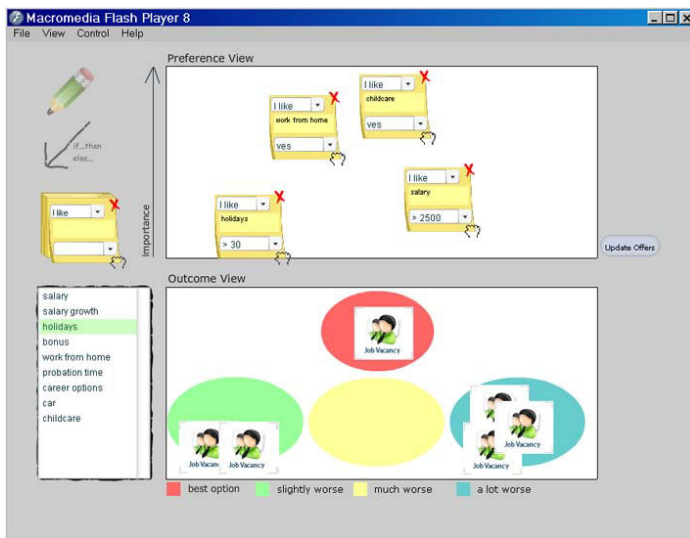 Macromedia Flash Player 8
File View Control Help
Preference View
if...then
else...
I like
importance
I like
work from home
yes
I like
childcare
yes
I like
holidays
> 30
I like
salary
> 2500
Update Offers
Outcome View
salary
salary growth
holidays
bonus
work from home
probation time
career options
car
childcare
Job Vacancy
Job Vacancy
Job Vacancy
Job Vacancy
Job Vacancy
best option
slightly worse
much worse
a lot worse